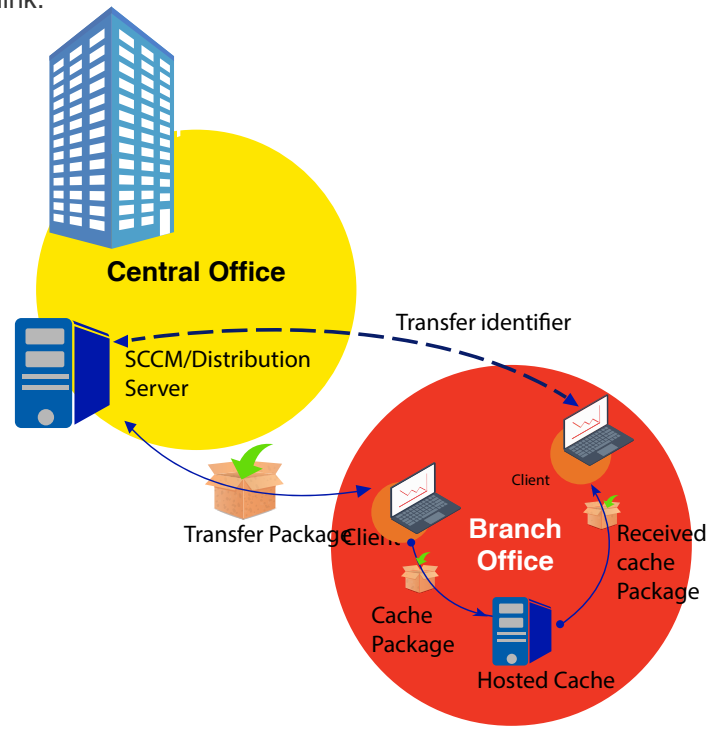 link.
Central Office
Transfer identifier
SCCM/Distribution
Server
Client
Transfer Package
Client
Branch
Office
Received
cache
Package
Cache
Package
Hosted Cache